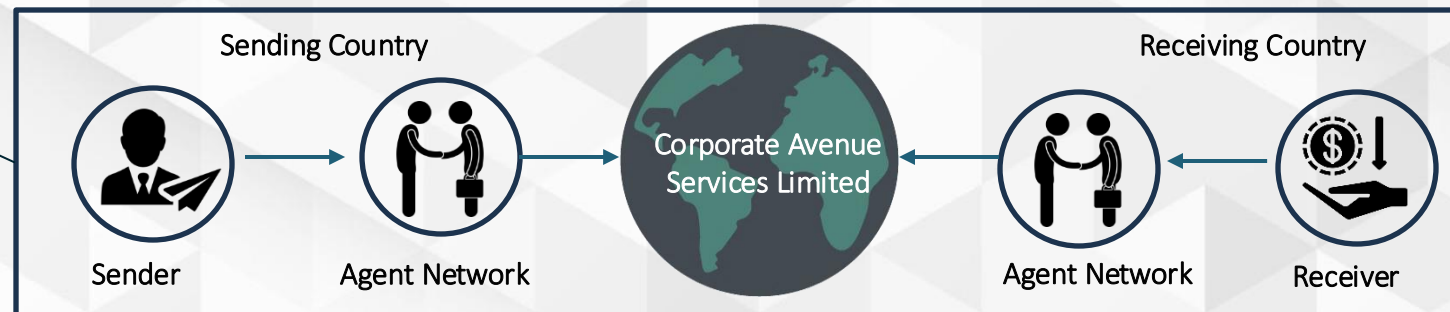 Sending Country
Receiving Country
Corporate Avenue
Services Limited
Sender
Agent Network
Agent Network
Receiver